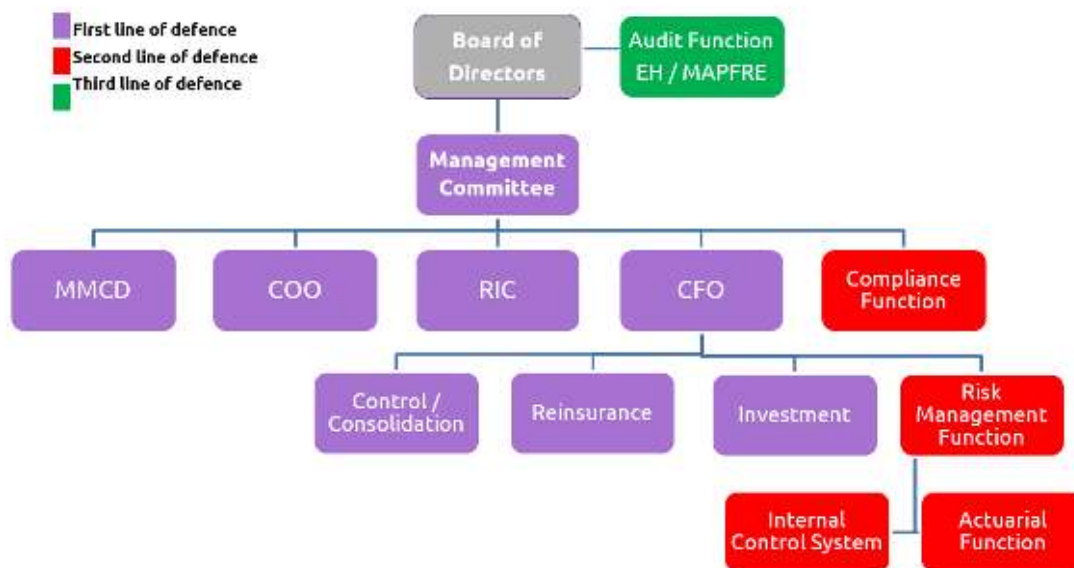 First line of defence
Second line of defence
Third line of defence
Board of
Directors
Audit Function
EH / MAPFRE
Management
Committee
MMCD
COO
RIC
CFO
Compliance
Function
Control /
Consolidation
Reinsurance
Investment
Risk
Management
Function
Internal
Control System
Actuarial
Function